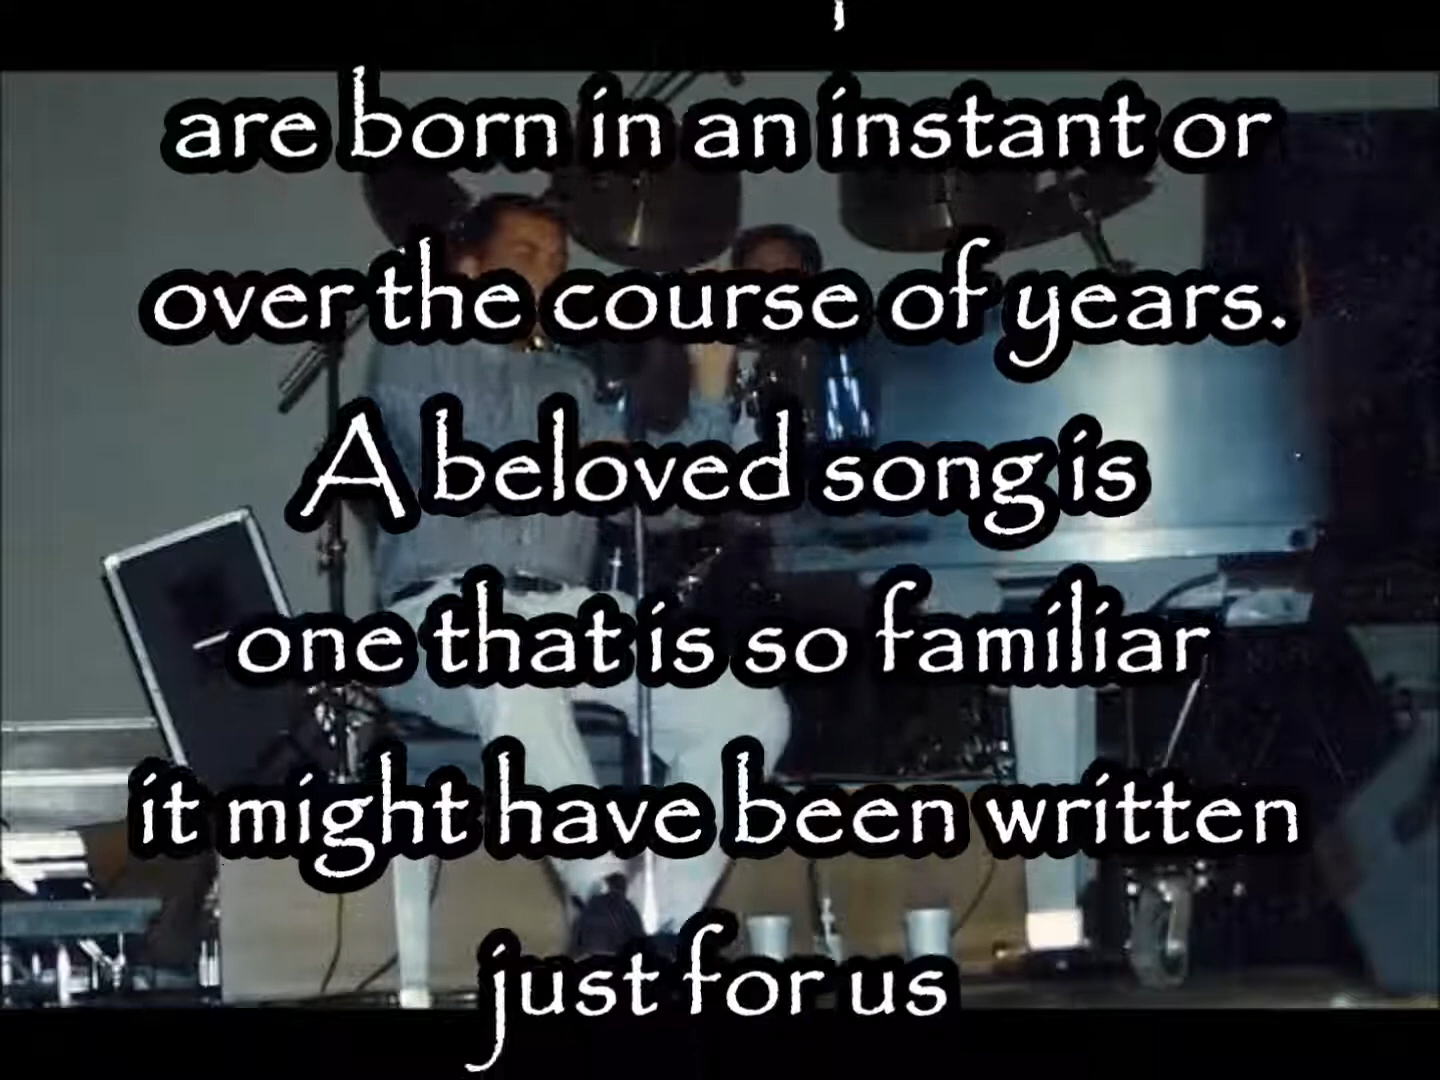 are born in an instant or
over the course of years.
A beloved song is
one that is so familiar
it might have been written
just for us